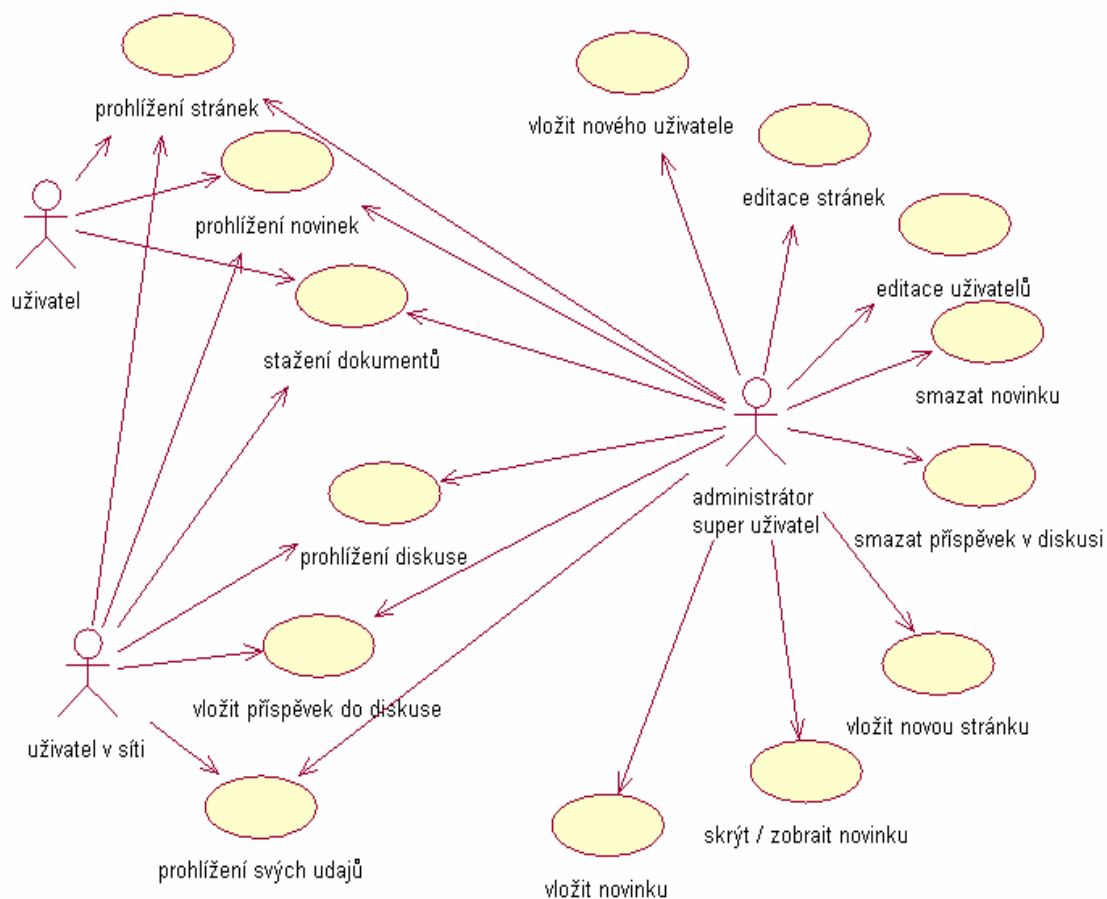 prohlížení stránek
vložit nového uživatele
editace stránek
prohlížení novinek
editace uživatelů
uživatel
stažení dokumentů
smazat novinku
administrátor
super uživatel
smazat příspěvek v diskusi
prohlížení diskuse
vložit příspěvek do diskuse
vložit novou stránku
uživatel v síti
skrýt / zobrait novinku
prohlížení svých udajů
vložit novinku